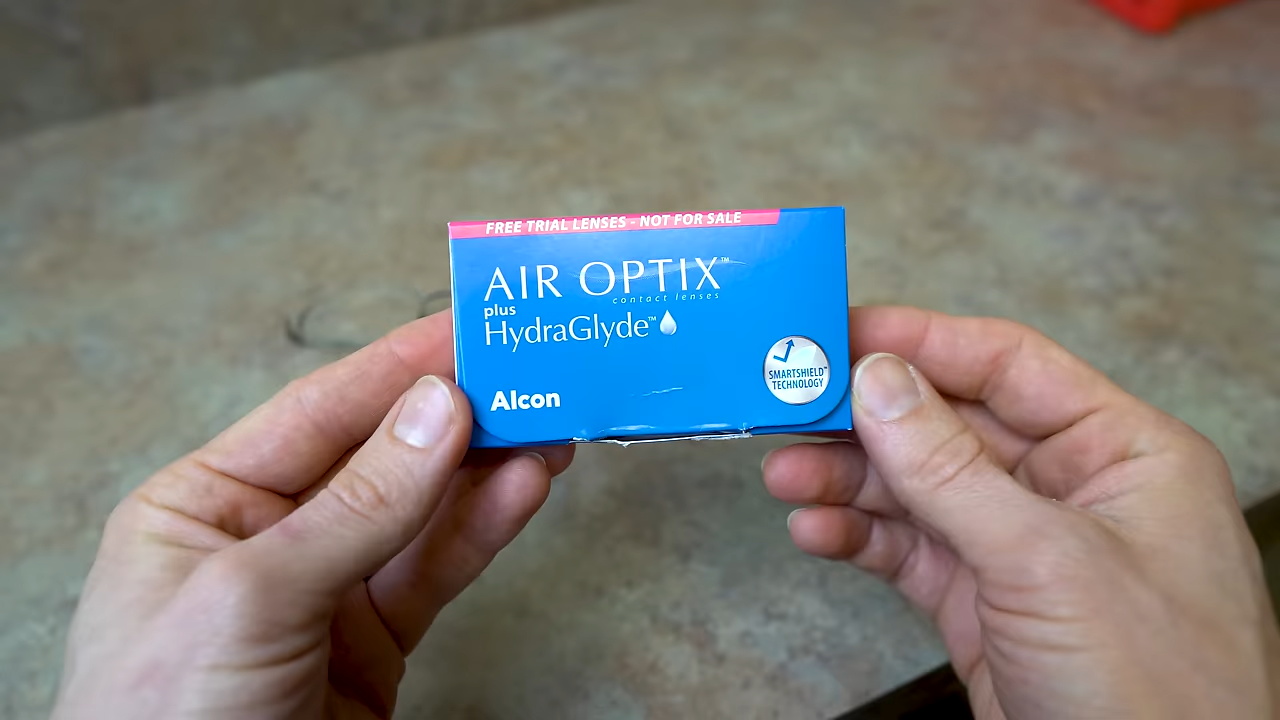 FREE TRIAL LENSES - NOT FOR SALE
AIR OPTIX™
contact lenses
plus
HydraGlyde™
SMARTSHIELD™
TECHNOLOGY
Alcon